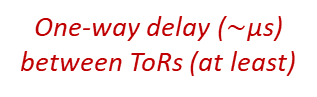 One-way delay (~μs)
between ToRs (at least)